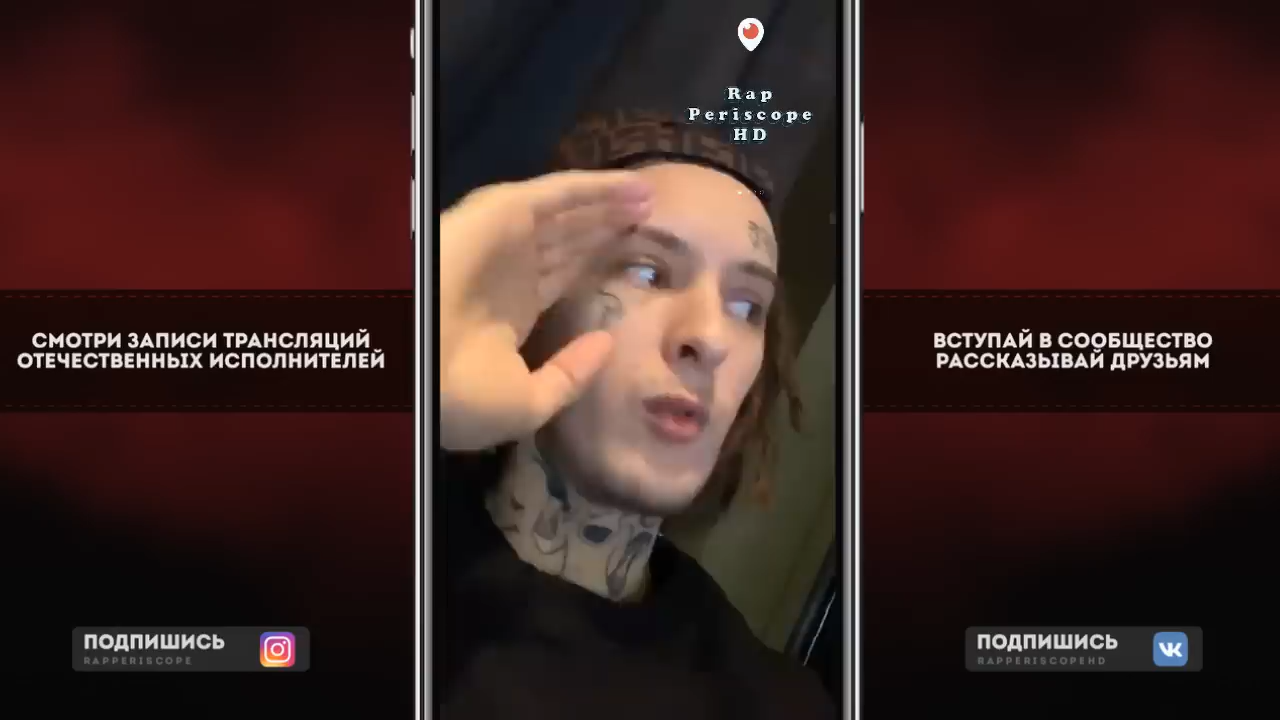 Rap
Periscope
HD
СМОТРИ ЗАПИСИ ТРАНСЛЯЦИЙ
ОТЕЧЕСТВЕННЫХ ИСПОЛНИТЕЛЕЙ
ВСТУПАЙ В СООБЩЕСТВО
РАССКАЗЫВАЙ ДРУЗЬЯМ
ПОДПИШИСЬ
RAPPERISCOPE
ПОДПИШИСЬ
RAPPERISCOPEHD